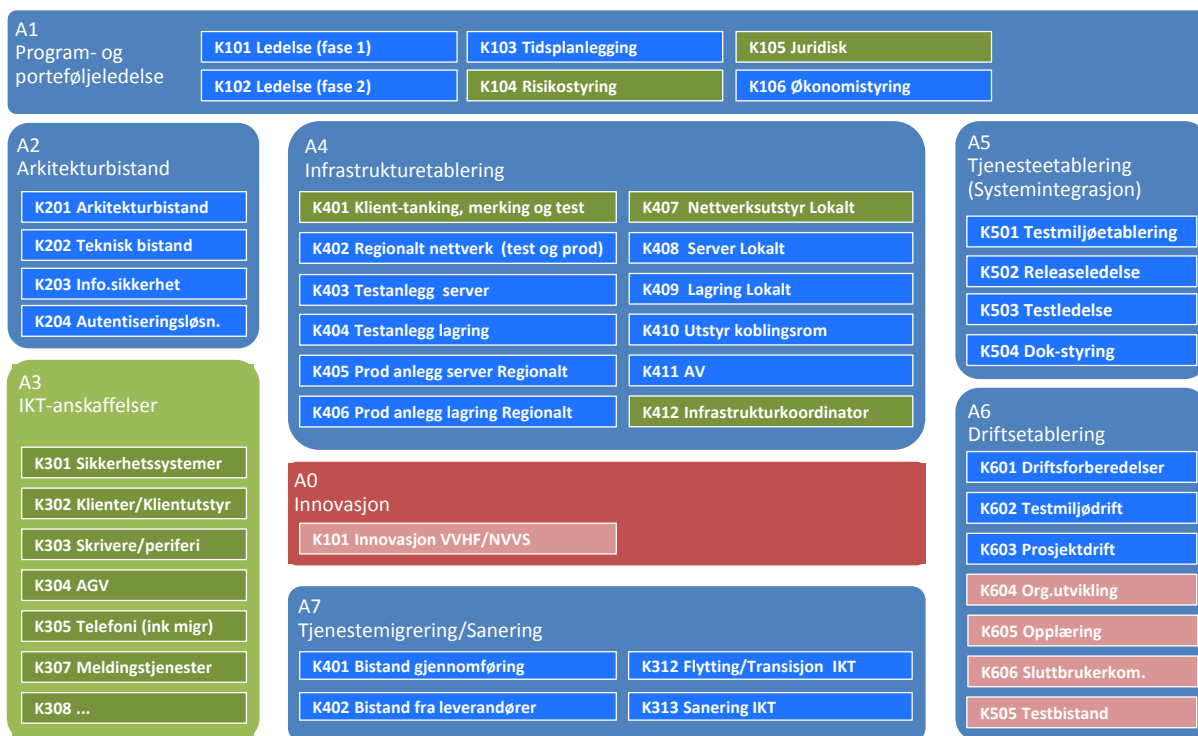 A1
Program- og
porteføljeledelse
K101 Ledelse (fase 1)
K103 Tidsplanlegging
K105 Juridisk
K102 Ledelse (fase 2)
K104 Risikostyring
K106 Økonomistyring
A2
Arkitekturbistand
K201 Arkitekturbistand
K202 Teknisk bistand
K203 Info.sikkerhet
K204 Autentiseringsløsn.
A3
IKT-anskaffelser
K301 Sikkerhetssystemer
K302 Klienter/Klientutstyr
K303 Skrivere/periferi
K304 AGV
K305 Telefoni (ink migr)
K307 Meldingstjenester
K308 ...
A4
Infrastrukturetablering
K401 Klient-tanking, merking og test
K402 Regionalt nettverk (test og prod)
K403 Testanlegg server
K404 Testanlegg lagring
K405 Prod anlegg server Regionalt
K406 Prod anlegg lagring Regionalt
K407 Nettverksutstyr Lokalt
K408 Server Lokalt
K409 Lagring Lokalt
K410 Utstyr koblingsrom
K411 AV
K412 Infrastrukturkoordinator
A0
Innovasjon
K101 Innovasjon VVHF/NVVS
A7
Tjenestemigrering/Sanering
K401 Bistand gjennomføring
K402 Bistand fra leverandører
K312 Flytting/Transisjon IKT
K313 Sanering IKT
A5
Tjenesteetablering
(Systemintegrasjon)
K501 Testmiljøetablering
K502 Releaseledelse
K503 Testledelse
K504 Dok-styring
A6
Driftsetablering
K601 Driftsforberedelser
K602 Testmiljødrift
K603 Prosjektdrift
K604 Org.utvikling
K605 Opplæring
K606 Sluttbrukerkom.
K505 Testbistand